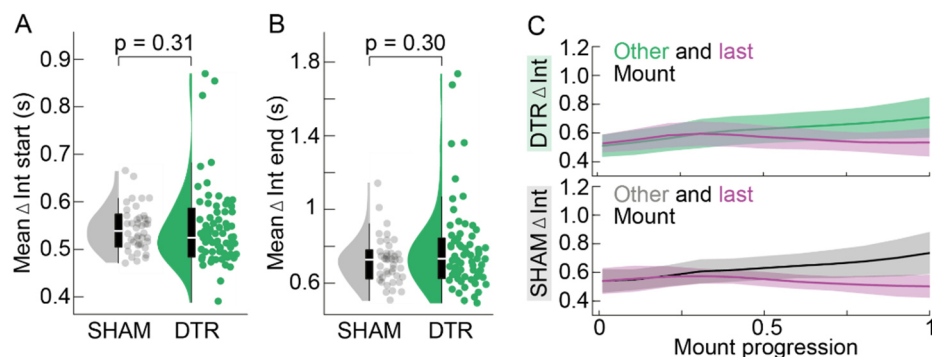 A
p = 0.31
Mean Δ Int start (s)
0.9
0.8
0.7
0.6
0.5
0.4
SHAM DTR
B
p = 0.30
Mean Δ Int end (s)
1.8
1.4
1
0.6
SHAM DTR
C
DTR Δ Int
1.2
1.0
0.8
0.6
0.4
Other and last
Mount
SHAM Δ Int
1.2
1.0
0.8
0.6
0.4
Other and last
Mount
0 0.5 1
Mount progression